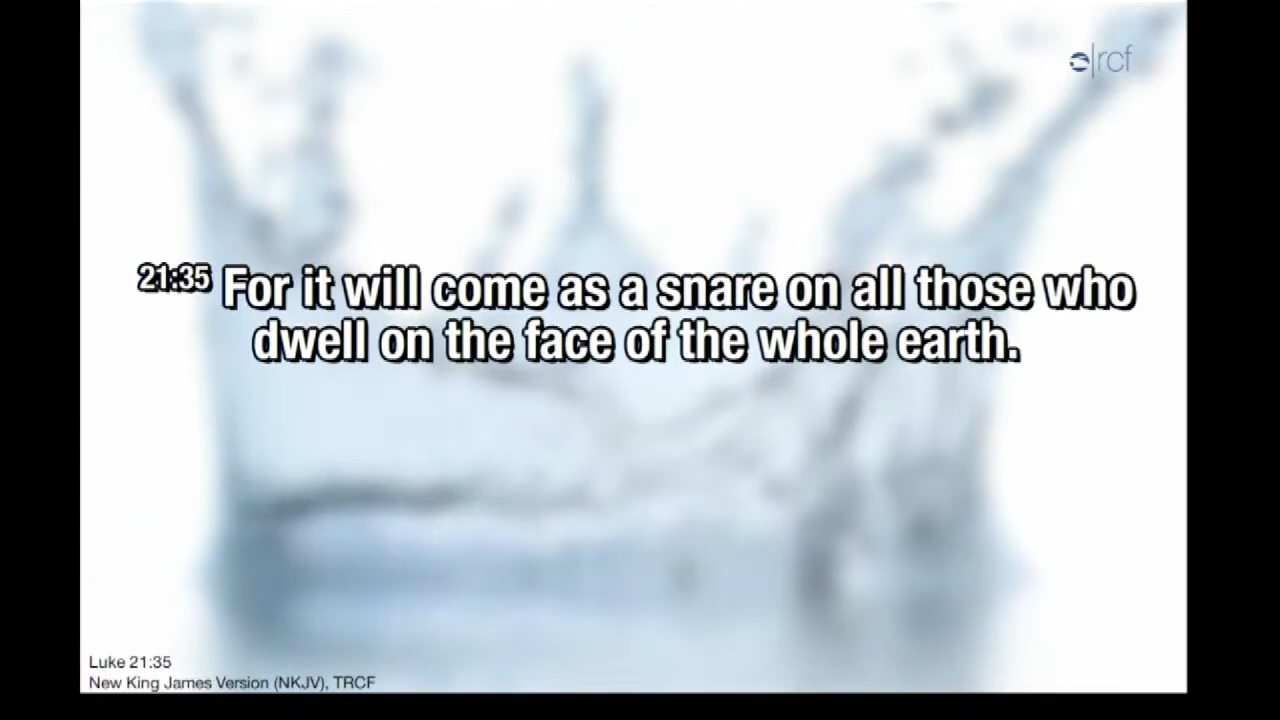 rcf
21:35 For it will come as a snare on all those who
dwell on the face of the whole earth.
Luke 21:35
New King James Version (NKJV), TRCF